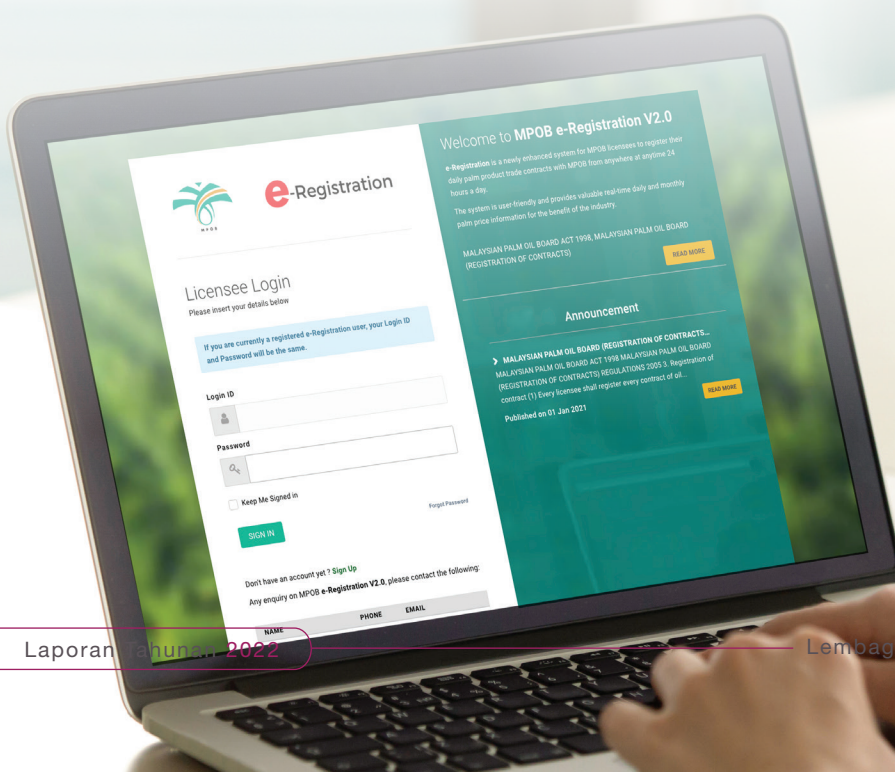 MPOB
e-Registration
Licensee Login
Please insert your details below
If you are currently a registered e-Registration user, your Login ID
and Password will be the same.
Login ID
Password
Keep Me Signed in
Forgot Password
SIGN IN
Don't have an account yet ? Sign Up
Any enquiry on MPOB e-Registration V2.0, please contact the following:
NAME PHONE EMAIL
Welcome to MPOB e-Registration V2.0
e-Registration is a newly enhanced system for MPOB licensees to register their
daily palm product trade contracts with MPOB from anywhere at anytime 24
hours a day.
The system is user-friendly and provides valuable real-time daily and monthly
palm price information for the benefit of the industry.
MALAYSIAN PALM OIL BOARD ACT 1998, MALAYSIAN PALM OIL BOARD
(REGISTRATION OF CONTRACTS)
READ MORE
Announcement
MALAYSIAN PALM OIL BOARD (REGISTRATION OF CONTRACTS...
MALAYSIAN PALM OIL BOARD ACT 1998 MALAYSIAN PALM OIL BOARD
(REGISTRATION OF CONTRACTS) REGULATIONS 2005 3. Registration of
contract (1) Every licensee shall register every contract of oil...
READ MORE
Published on 01 Jan 2021
Laporan Tahunan 2022
Lembag